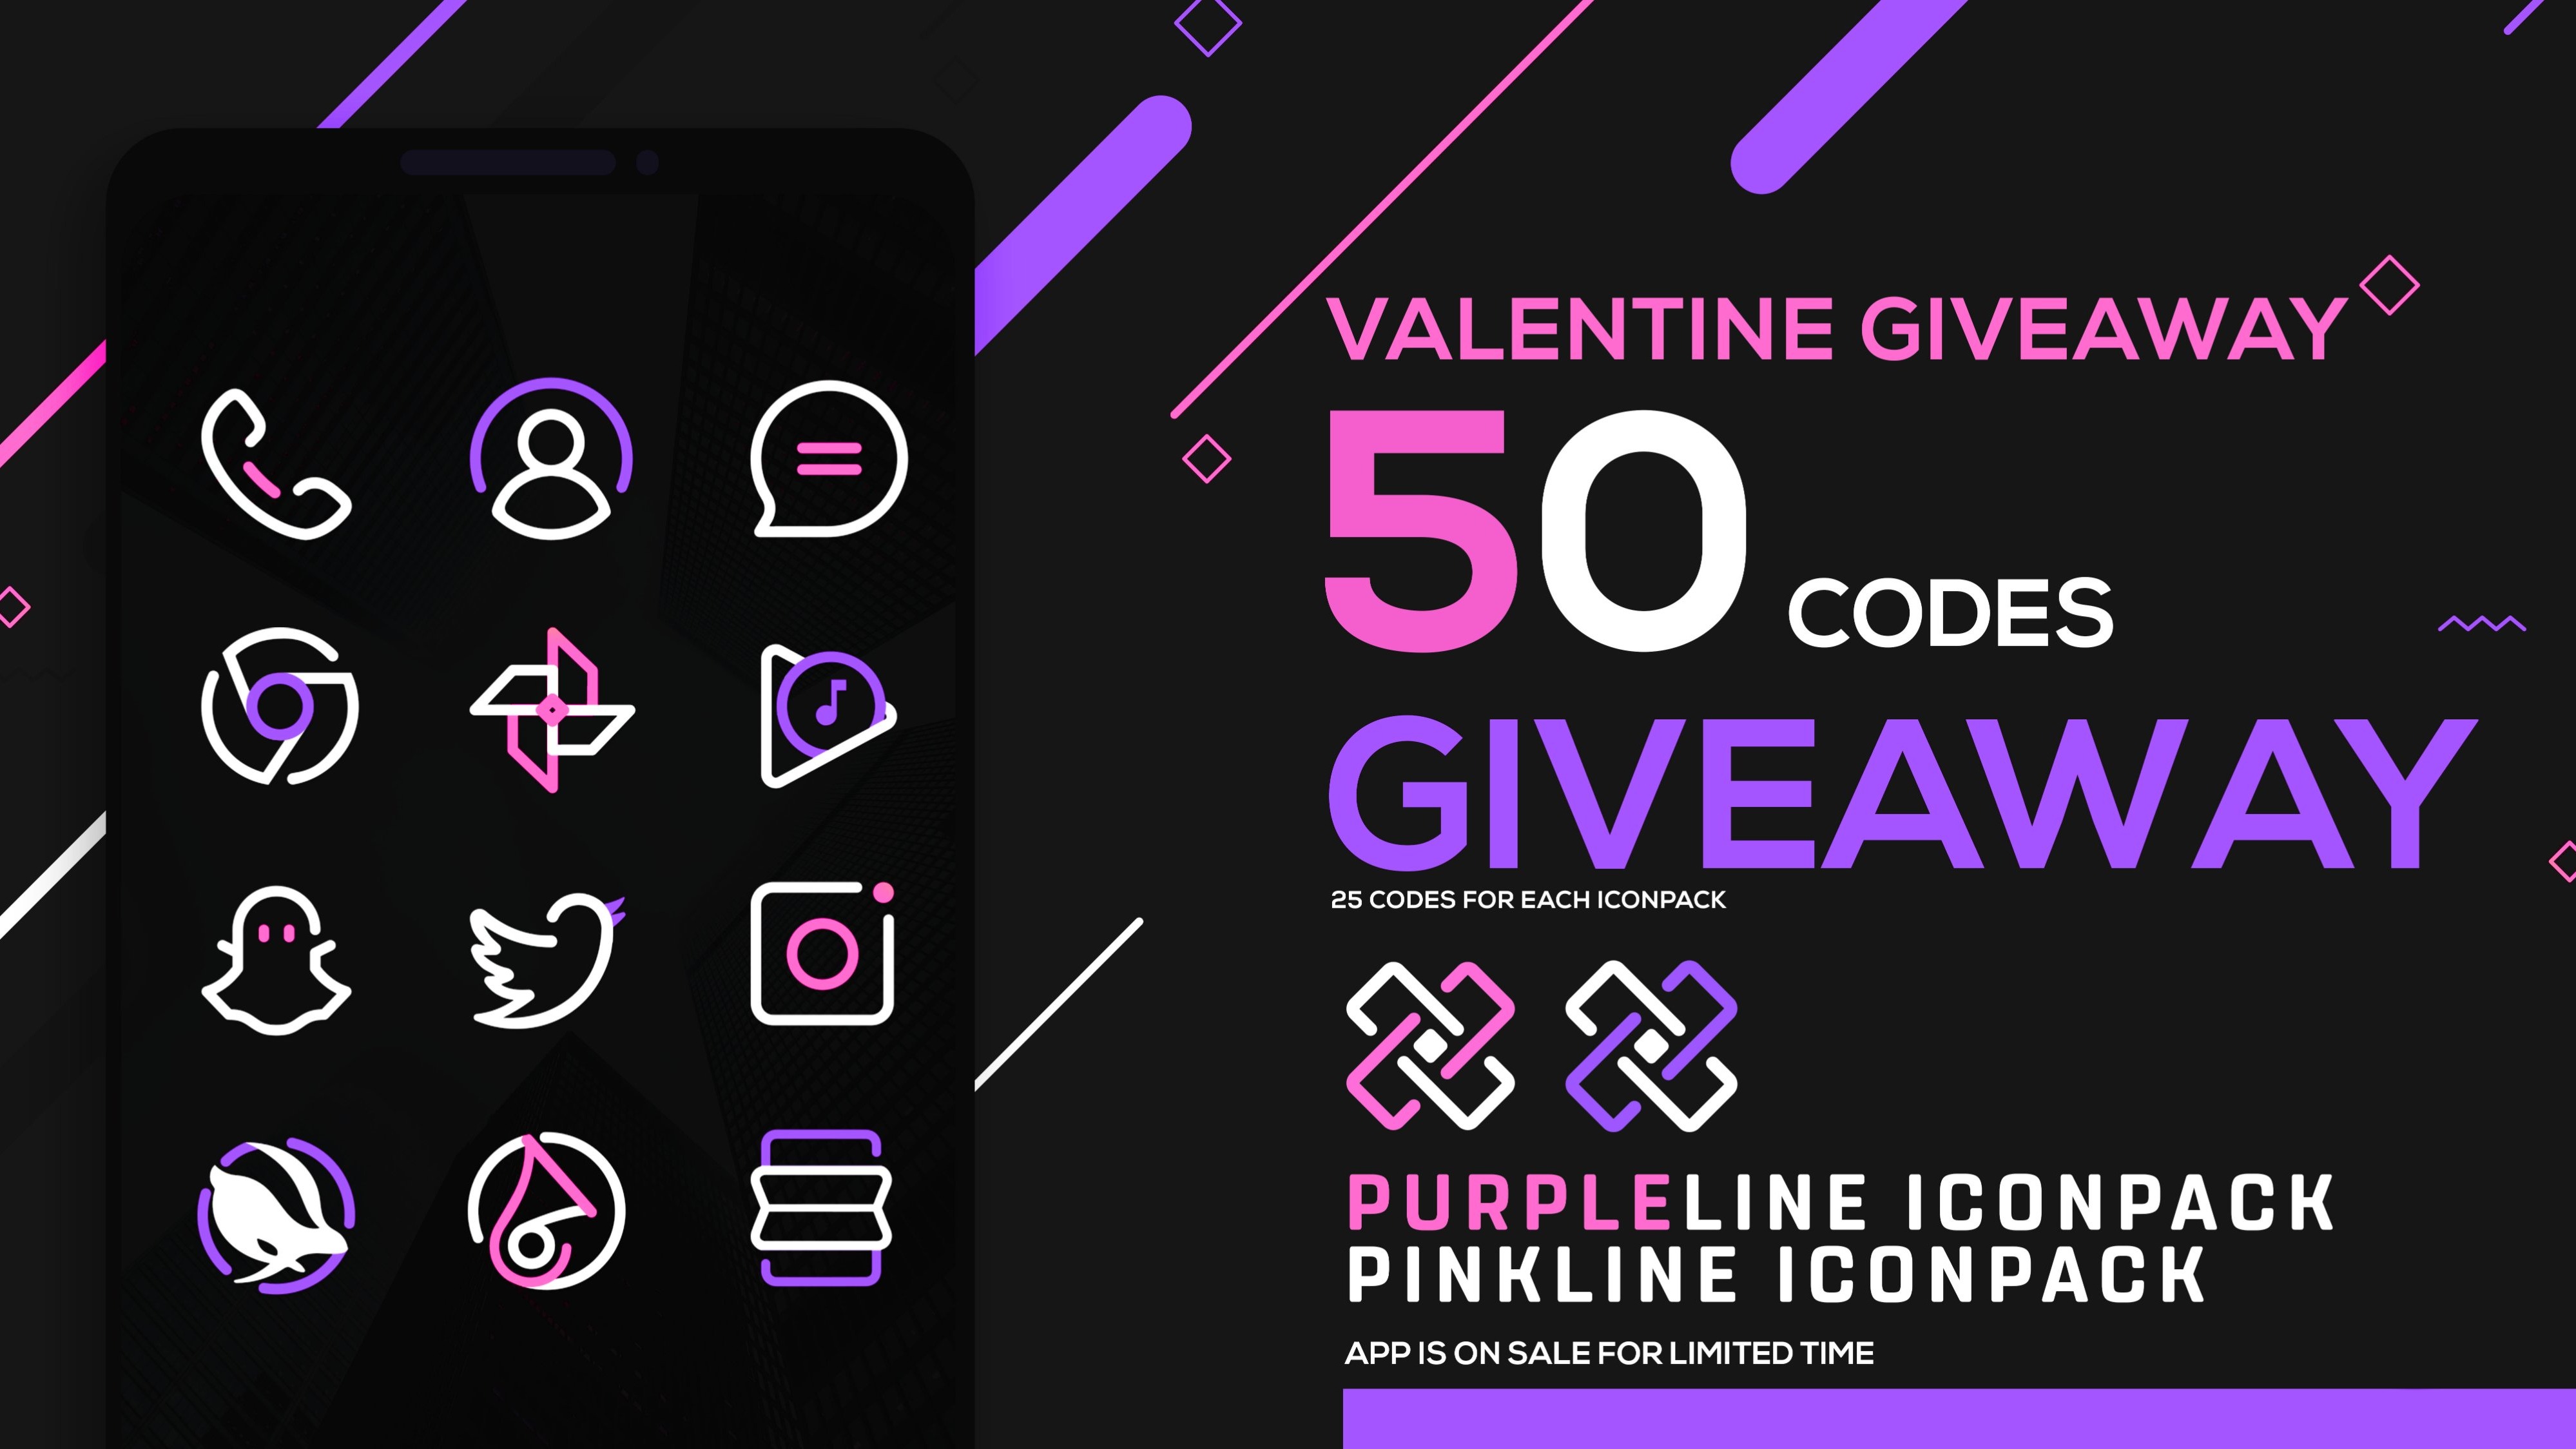 VALENTINE GIVEAWAY
50 CODES
GIVEAWAY
25 CODES FOR EACH ICONPACK
PURPLELINE ICONPACK
PINKLINE ICONPACK
APP IS ON SALE FOR LIMITED TIME